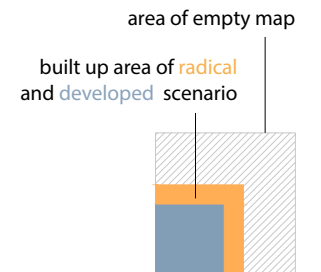 area of empty map
built up area of radical
and developed scenario